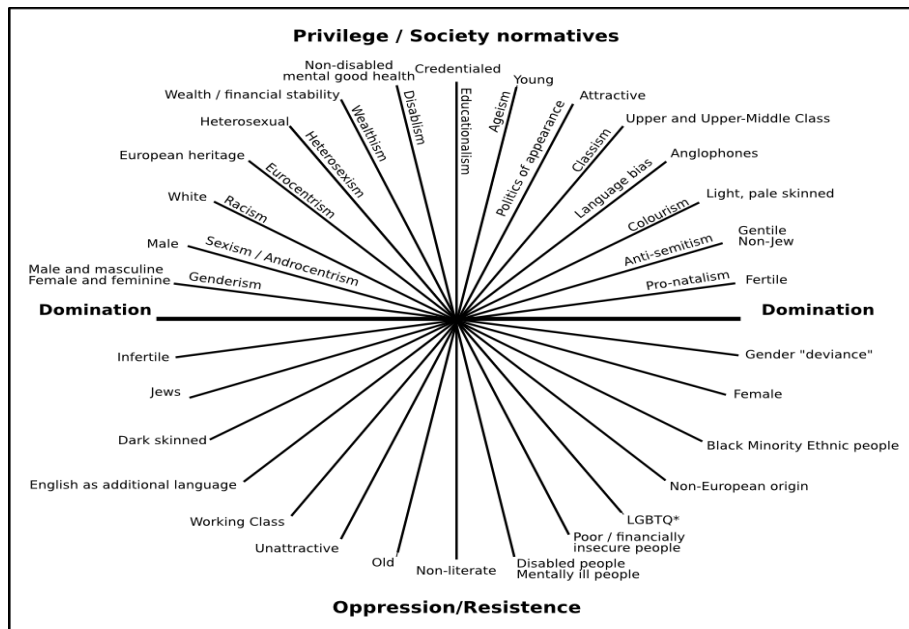 Privilege / Society normatives
Non-disabled
mental good health
Credentialed
Young
Wealth / financial stability
Attractive
Heterosexual
Upper and Upper-Middle Class
European heritage
Anglophones
White
Light, pale skinned
Male
Gentile
Non-Jew
Male and masculine
Female and feminine
Fertile
Genderism
Sexism / Androcentrism
Racism
Eurocentrism
Heterosexism
Wealthism
Disablism
Educationalism
Ageism
Politics of appearance
Classism
Language bias
Colourism
Anti-semitism
Pro-natalism
Domination
Domination
Infertile
Gender "deviance"
Jews
Female
Dark skinned
Black Minority Ethnic people
English as additional language
Non-European origin
Working Class
LGBTQ*
Unattractive
Poor / financially
insecure people
Old
Non-literate
Disabled people
Mentally ill people
Oppression/Resistence